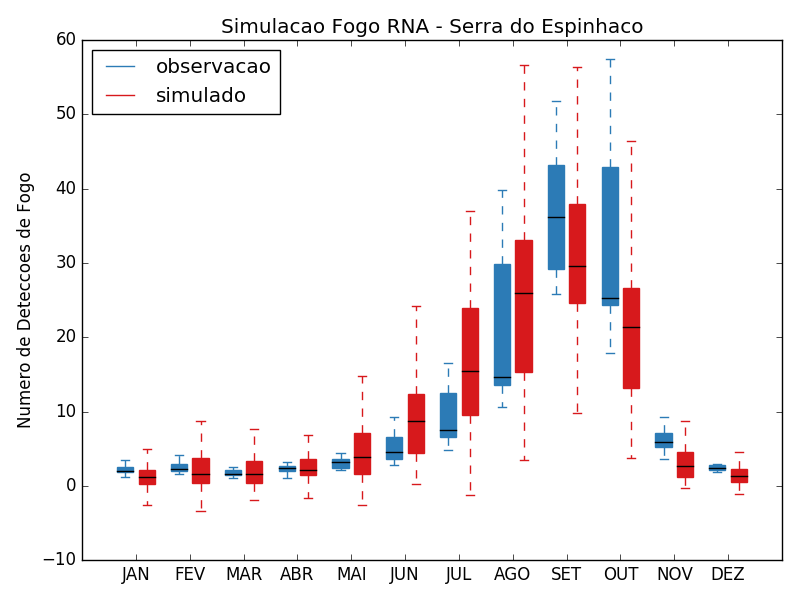 Simulacao Fogo RNA - Serra do Espinhaco
observacao
simulado
Numero de Deteccoes de Fogo
60
50
40
30
20
10
0
−10
JAN FEV MAR ABR MAI JUN JUL AGO SET OUT NOV DEZ